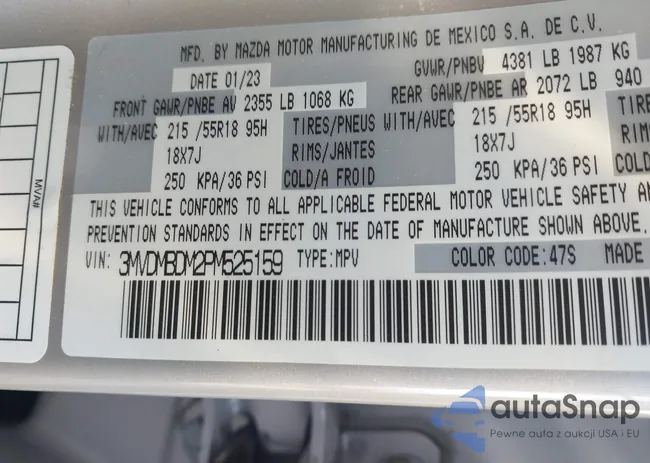 MFD. BY MAZDA MOTOR MANUFACTURING DE MEXICO S.A. DE C.V.
DATE 01/23 GVWR/PNBV 4381 LB 1987 KG
FRONT GAWR/PNBE AV 2355 LB 1068 KG REAR GAWR/PNBE AR 2072 LB 940
WITH/AVEC 215 /55R18 95H TIRES/PNEUS WITH/AVEC 215 /55R18 95H TIRES/
18X7J RIMS/JANTES 18X7J RIMS/
250 KPA/36 PSI COLD/A FROID 250 KPA/36 PSI COLD/
THIS VEHICLE CONFORMS TO ALL APPLICABLE FEDERAL MOTOR VEHICLE SAFETY
PREVENTION STANDARDS IN EFFECT ON THE DATE OF MANUFACTURE SHOWN ABOVE.
VIN: 3MVDMBDM2PM525159 TYPE:MPV COLOR CODE:47S MADE
MVA#
autaSnap
Pewne auta z aukcji USA i EU